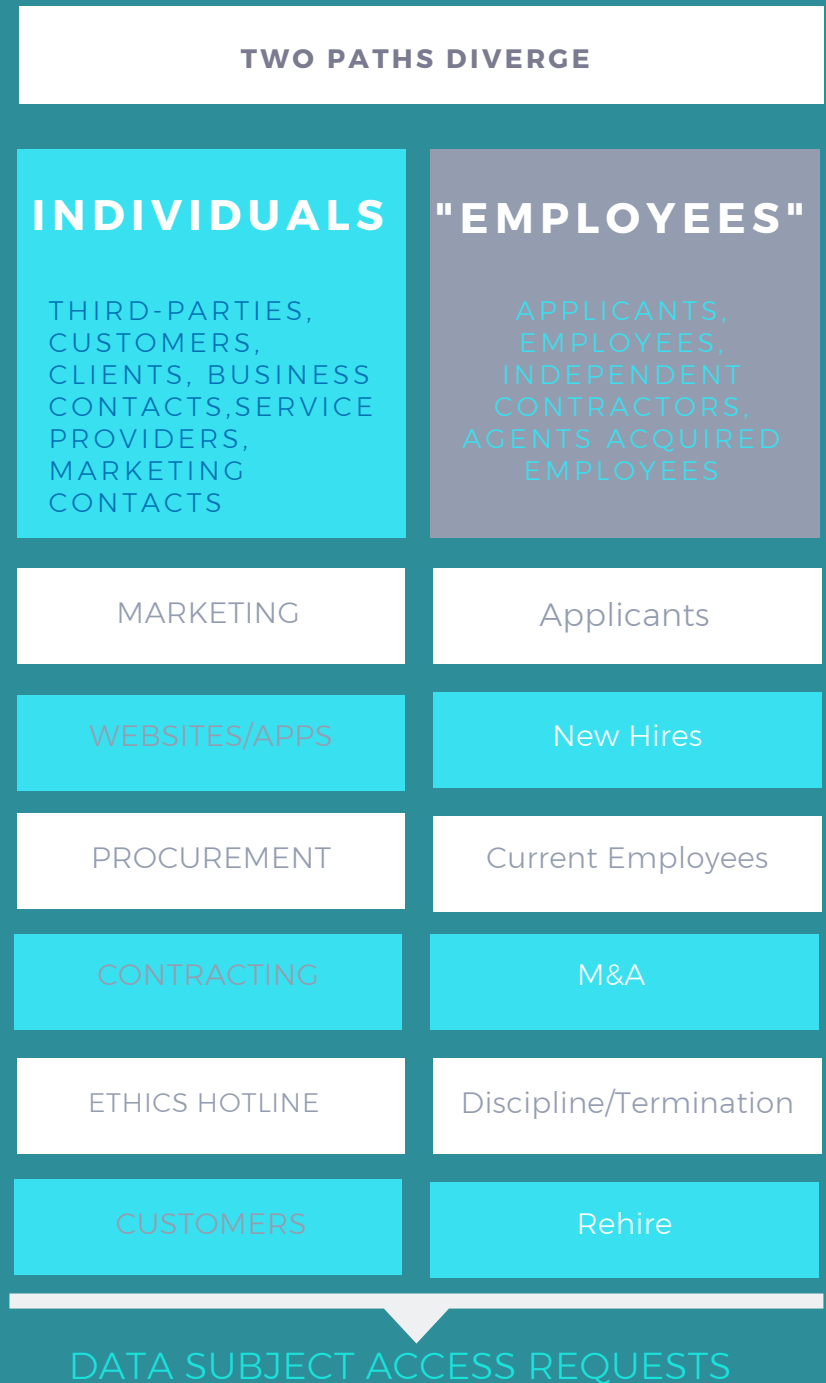 TWO PATHS DIVERGE
INDIVIDUALS
THIRD-PARTIES,
CUSTOMERS,
CLIENTS, BUSINESS
CONTACTS,SERVICE
PROVIDERS,
MARKETING
CONTACTS
"EMPLOYEES"
APPLICANTS,
EMPLOYEES,
INDEPENDENT
CONTRACTORS,
AGENTS ACQUIRED
EMPLOYEES
MARKETING
WEBSITES/APPS
PROCUREMENT
CONTRACTING
ETHICS HOTLINE
CUSTOMERS
Applicants
New Hires
Current Employees
M&A
Discipline/Termination
Rehire
DATA SUBJECT ACCESS REQUESTS